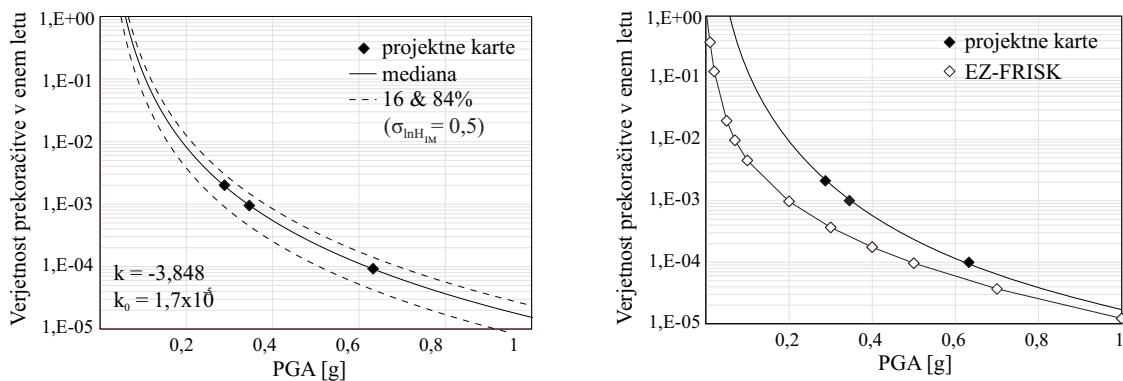 Verjetnost prekoračitve v enem letu
1,E+00
1,E-01
1,E-02
1,E-03
1,E-04
1,E-05
projektne karte
mediana
16 & 84%
(σlnH_IM = 0,5)
k = -3,848
k₀ = 1,7x10⁻⁵
0,2 0,4 0,6 0,8 1
PGA [g]
Verjetnost prekoračitve v enem letu
1,E+00
1,E-01
1,E-02
1,E-03
1,E-04
1,E-05
projektne karte
EZ-FRISK
0,2 0,4 0,6 0,8 1
PGA [g]